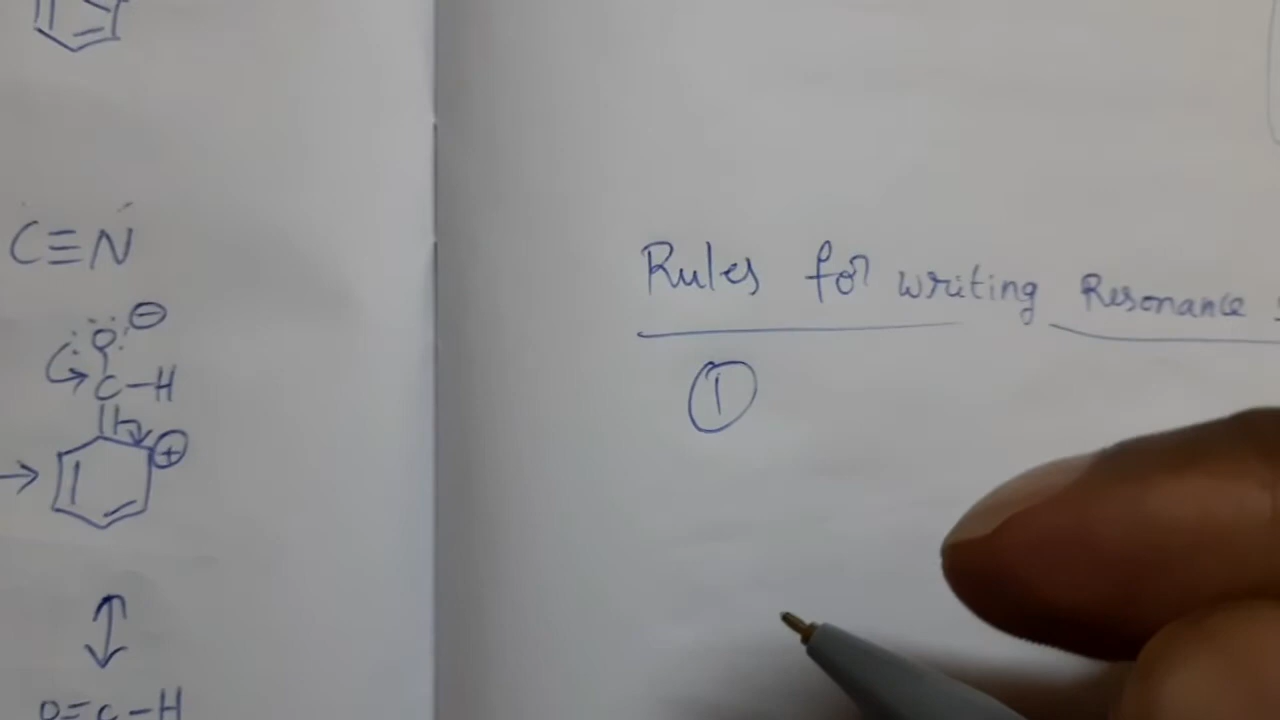 C≡N
⊖
:O:
C-H
⊕
O=C-H
Rules for writing Resonance
①